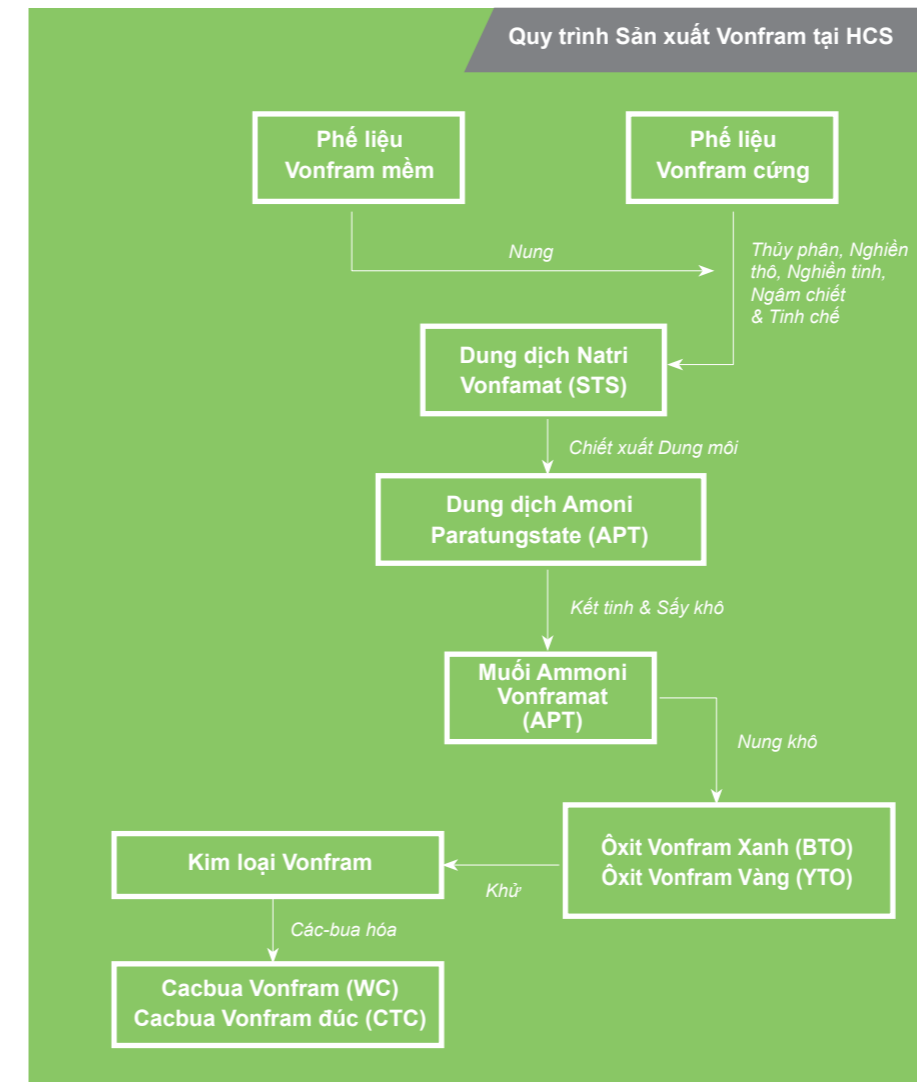 Quy trình Sản xuất Vonfram tại HCS
Phế liệu
Vonfram mềm
Phế liệu
Vonfram cứng
Nung
Thủy phân, Nghiền
thô, Nghiền tinh,
Ngâm chiết
& Tinh chế
Dung dịch Natri
Vonfamat (STS)
Chiết xuất Dung môi
Dung dịch Amoni
Paratungstate (APT)
Kết tinh & Sấy khô
Muối Ammoni
Vonframat
(APT)
Nung khô
Ôxit Vonfram Xanh (BTO)
Ôxit Vonfram Vàng (YTO)
Khử
Kim loại Vonfram
Các-bua hóa
Cacbua Vonfram (WC)
Cacbua Vonfram đúc (CTC)